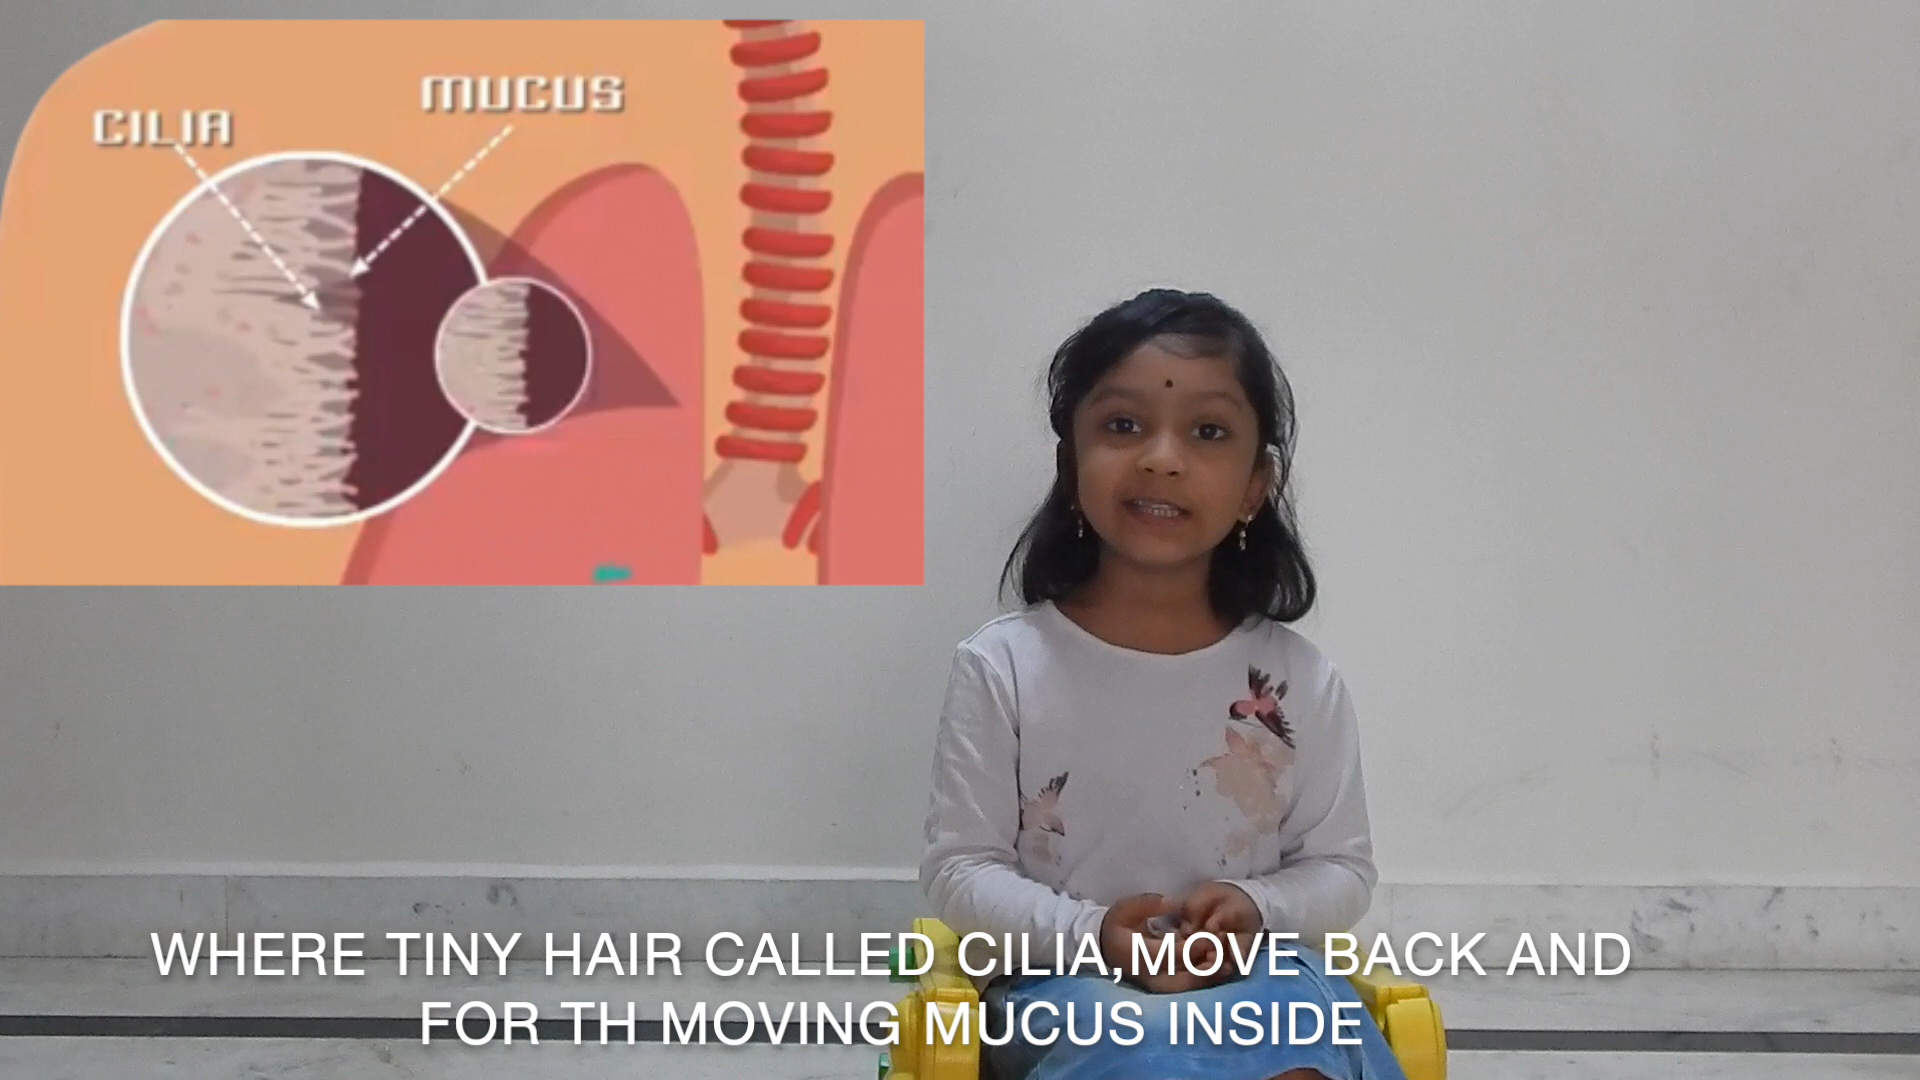 MUCUS
CILIA
WHERE TINY HAIR CALLED CILIA,MOVE BACK AND
FOR TH MOVING MUCUS INSIDE